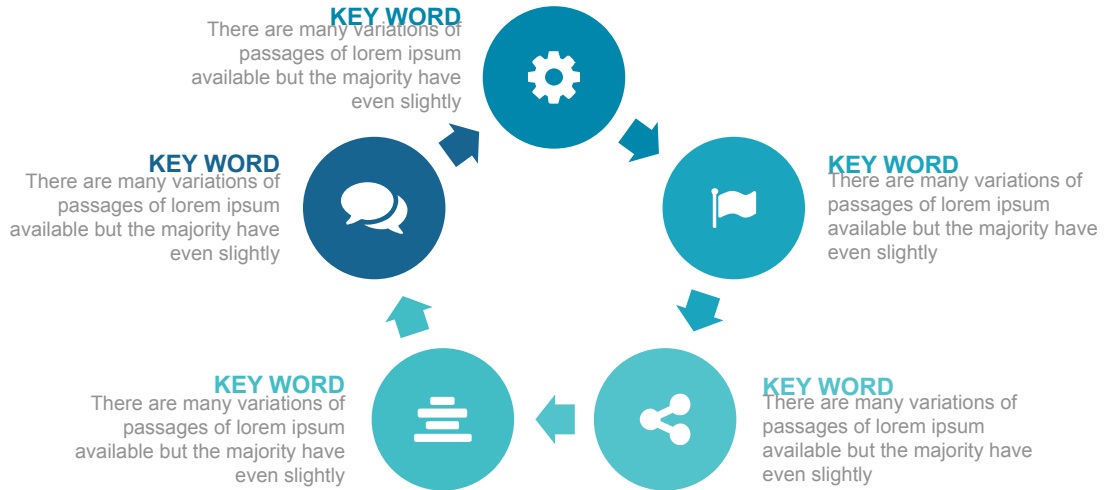 KEY WORD
There are many variations of
passages of lorem ipsum
available but the majority have
even slightly
KEY WORD
There are many variations of
passages of lorem ipsum
available but the majority have
even slightly
KEY WORD
There are many variations of
passages of lorem ipsum
available but the majority have
even slightly
KEY WORD
There are many variations of
passages of lorem ipsum
available but the majority have
even slightly
KEY WORD
There are many variations of
passages of lorem ipsum
available but the majority have
even slightly